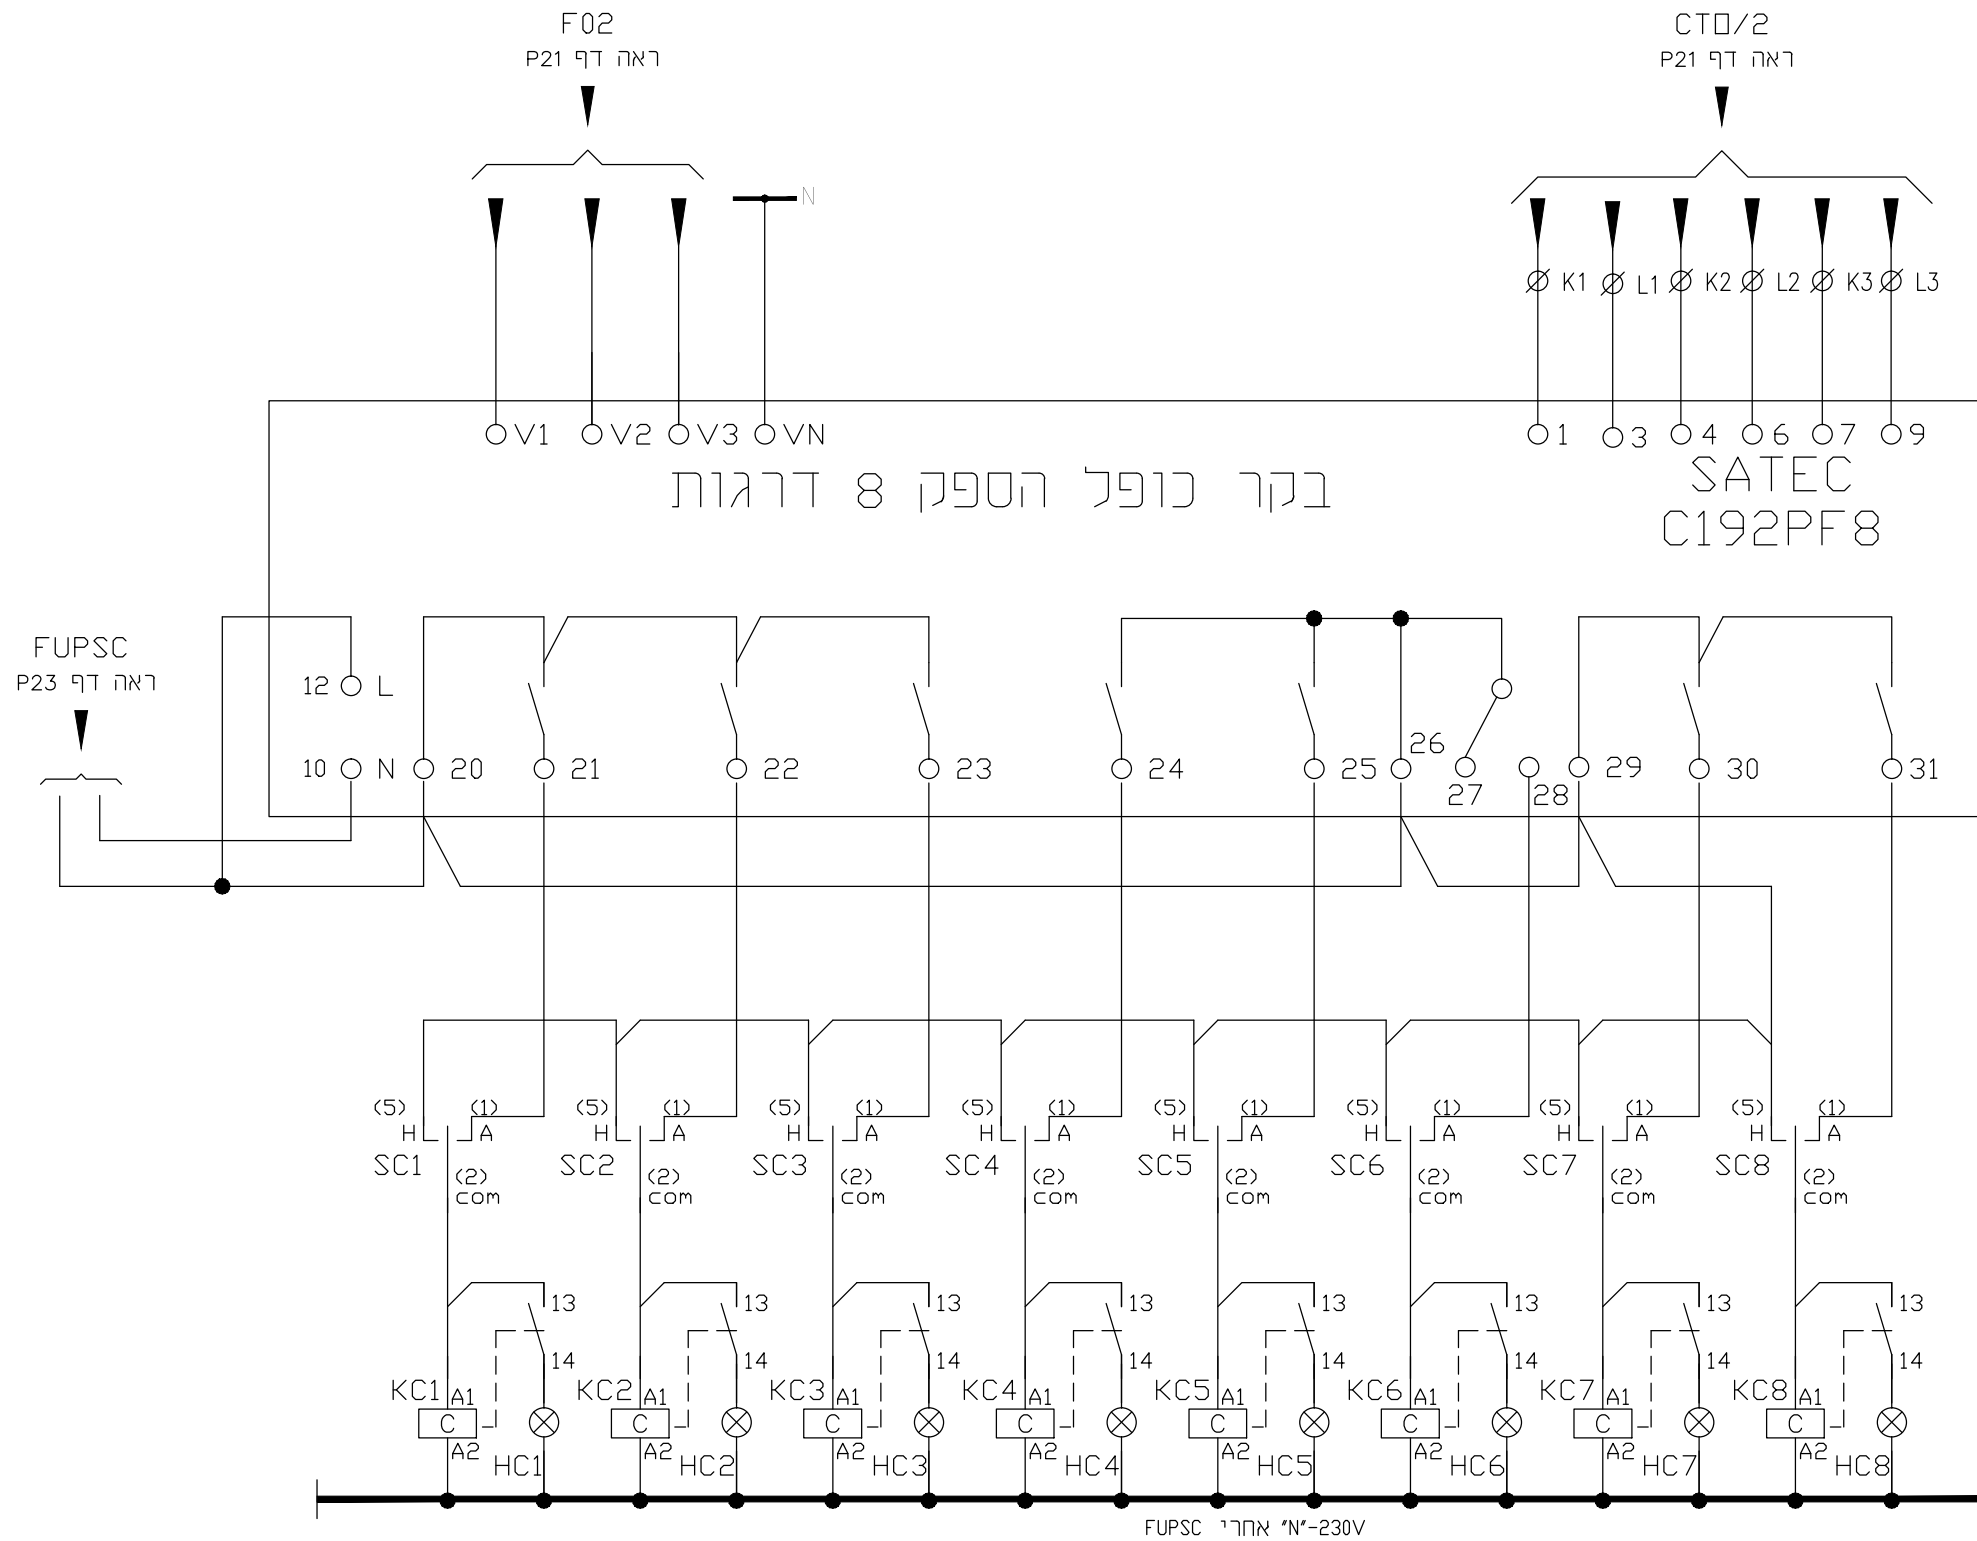 F02
ראה דף P21
CT0/2
ראה דף P21
N
K1 L1 K2 L2 K3 L3
V1 V2 V3 VN
1 3 4 6 7 9
בקר כופל הספק 8 דרגות
SATEC
C192PF8
FUPSC
ראה דף P23
12 L
10 N 20 21 22 23 24 25 26 27 28 29 30 31
(5) (1) (5) (1) (5) (1) (5) (1) (5) (1) (5) (1) (5) (1) (5) (1)
H A H A H A H A H A H A H A H A
SC1 SC2 SC3 SC4 SC5 SC6 SC7 SC8
(2) (2) (2) (2) (2) (2) (2) (2)
com com com com com com com com
13 13 13 13 13 13 13 13
14 14 14 14 14 14 14 14
KC1 A1 KC2 A1 KC3 A1 KC4 A1 KC5 A1 KC6 A1 KC7 A1 KC8 A1
C C C C C C C C
A2 HC1 A2 HC2 A2 HC3 A2 HC4 A2 HC5 A2 HC6 A2 HC7 A2 HC8
230V-"N" אחרי FUPSC